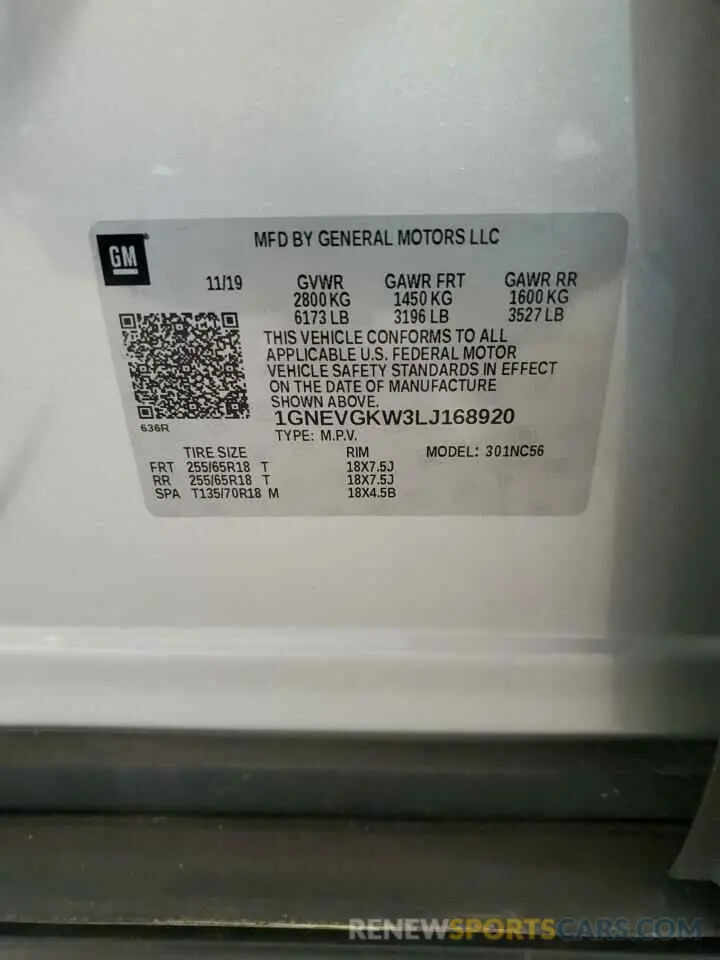 GM
MFD BY GENERAL MOTORS LLC
11/19 GVWR GAWR FRT GAWR RR
2800 KG 1450 KG 1600 KG
6173 LB 3196 LB 3527 LB
THIS VEHICLE CONFORMS TO ALL
APPLICABLE U.S. FEDERAL MOTOR
VEHICLE SAFETY STANDARDS IN EFFECT
ON THE DATE OF MANUFACTURE
SHOWN ABOVE.
636R
1GNEVGKW3LJ168920
TYPE: M.P.V.
TIRE SIZE RIM MODEL: 301NC56
FRT 255/65R18 T 18X7.5J
RR 255/65R18 T 18X7.5J
SPA T135/70R18 M 18X4.5B
RENEWSPORTSCARS.COM